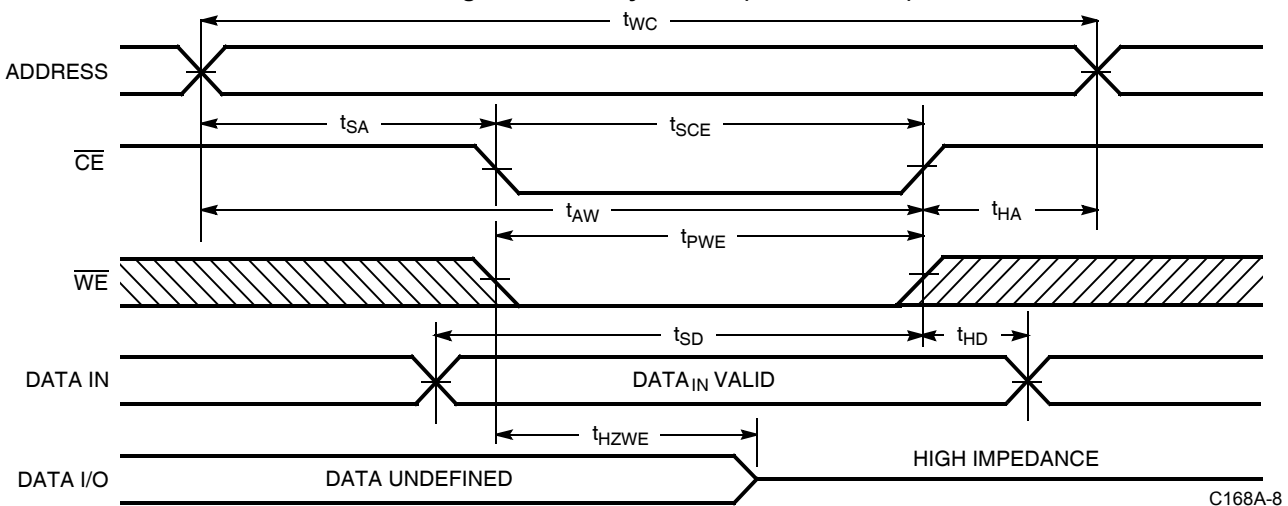 tWC
ADDRESS
tSA
tSCE
CE
tAW
tHA
tPWE
WE
tSD
tHD
DATA IN
DATAIN VALID
tHZWE
HIGH IMPEDANCE
DATA I/O
DATA UNDEFINED
C168A-8